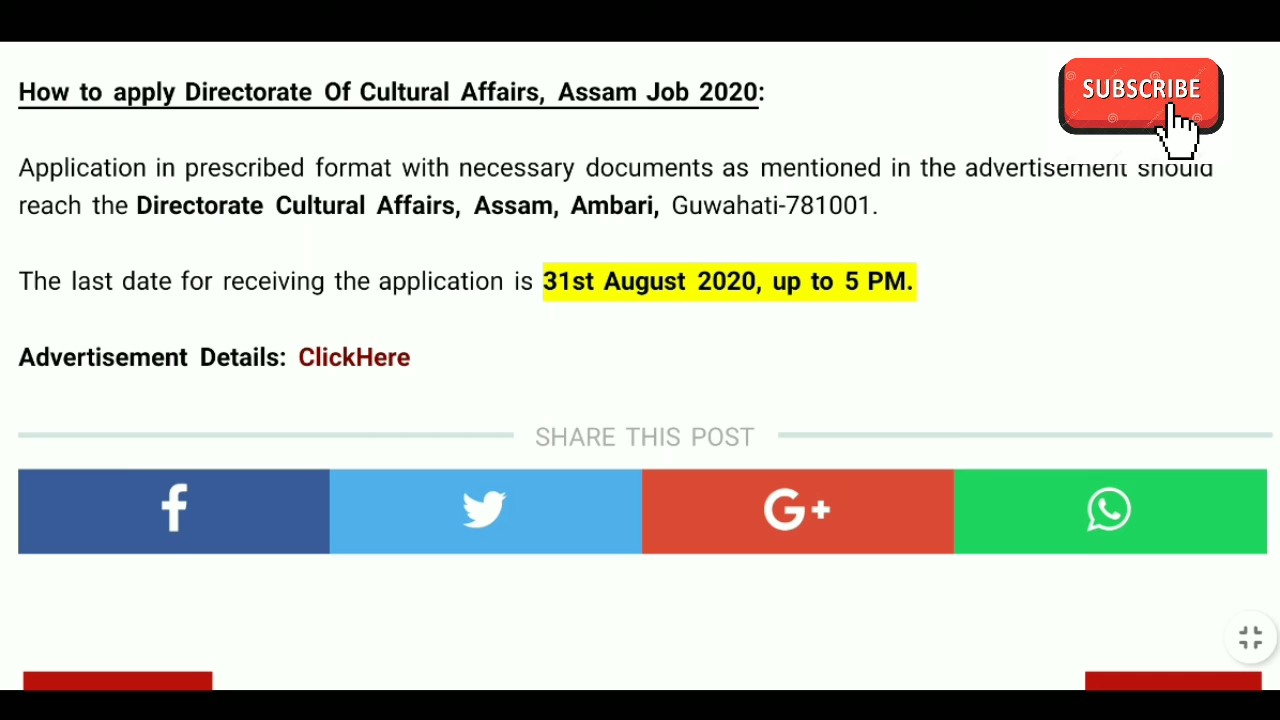 How to apply Directorate Of Cultural Affairs, Assam Job 2020:
SUBSCRIBE
Application in prescribed format with necessary documents as mentioned in the advertisement should
reach the Directorate Cultural Affairs, Assam, Ambari, Guwahati-781001.
The last date for receiving the application is 31st August 2020, up to 5 PM.
Advertisement Details: ClickHere
SHARE THIS POST
G+